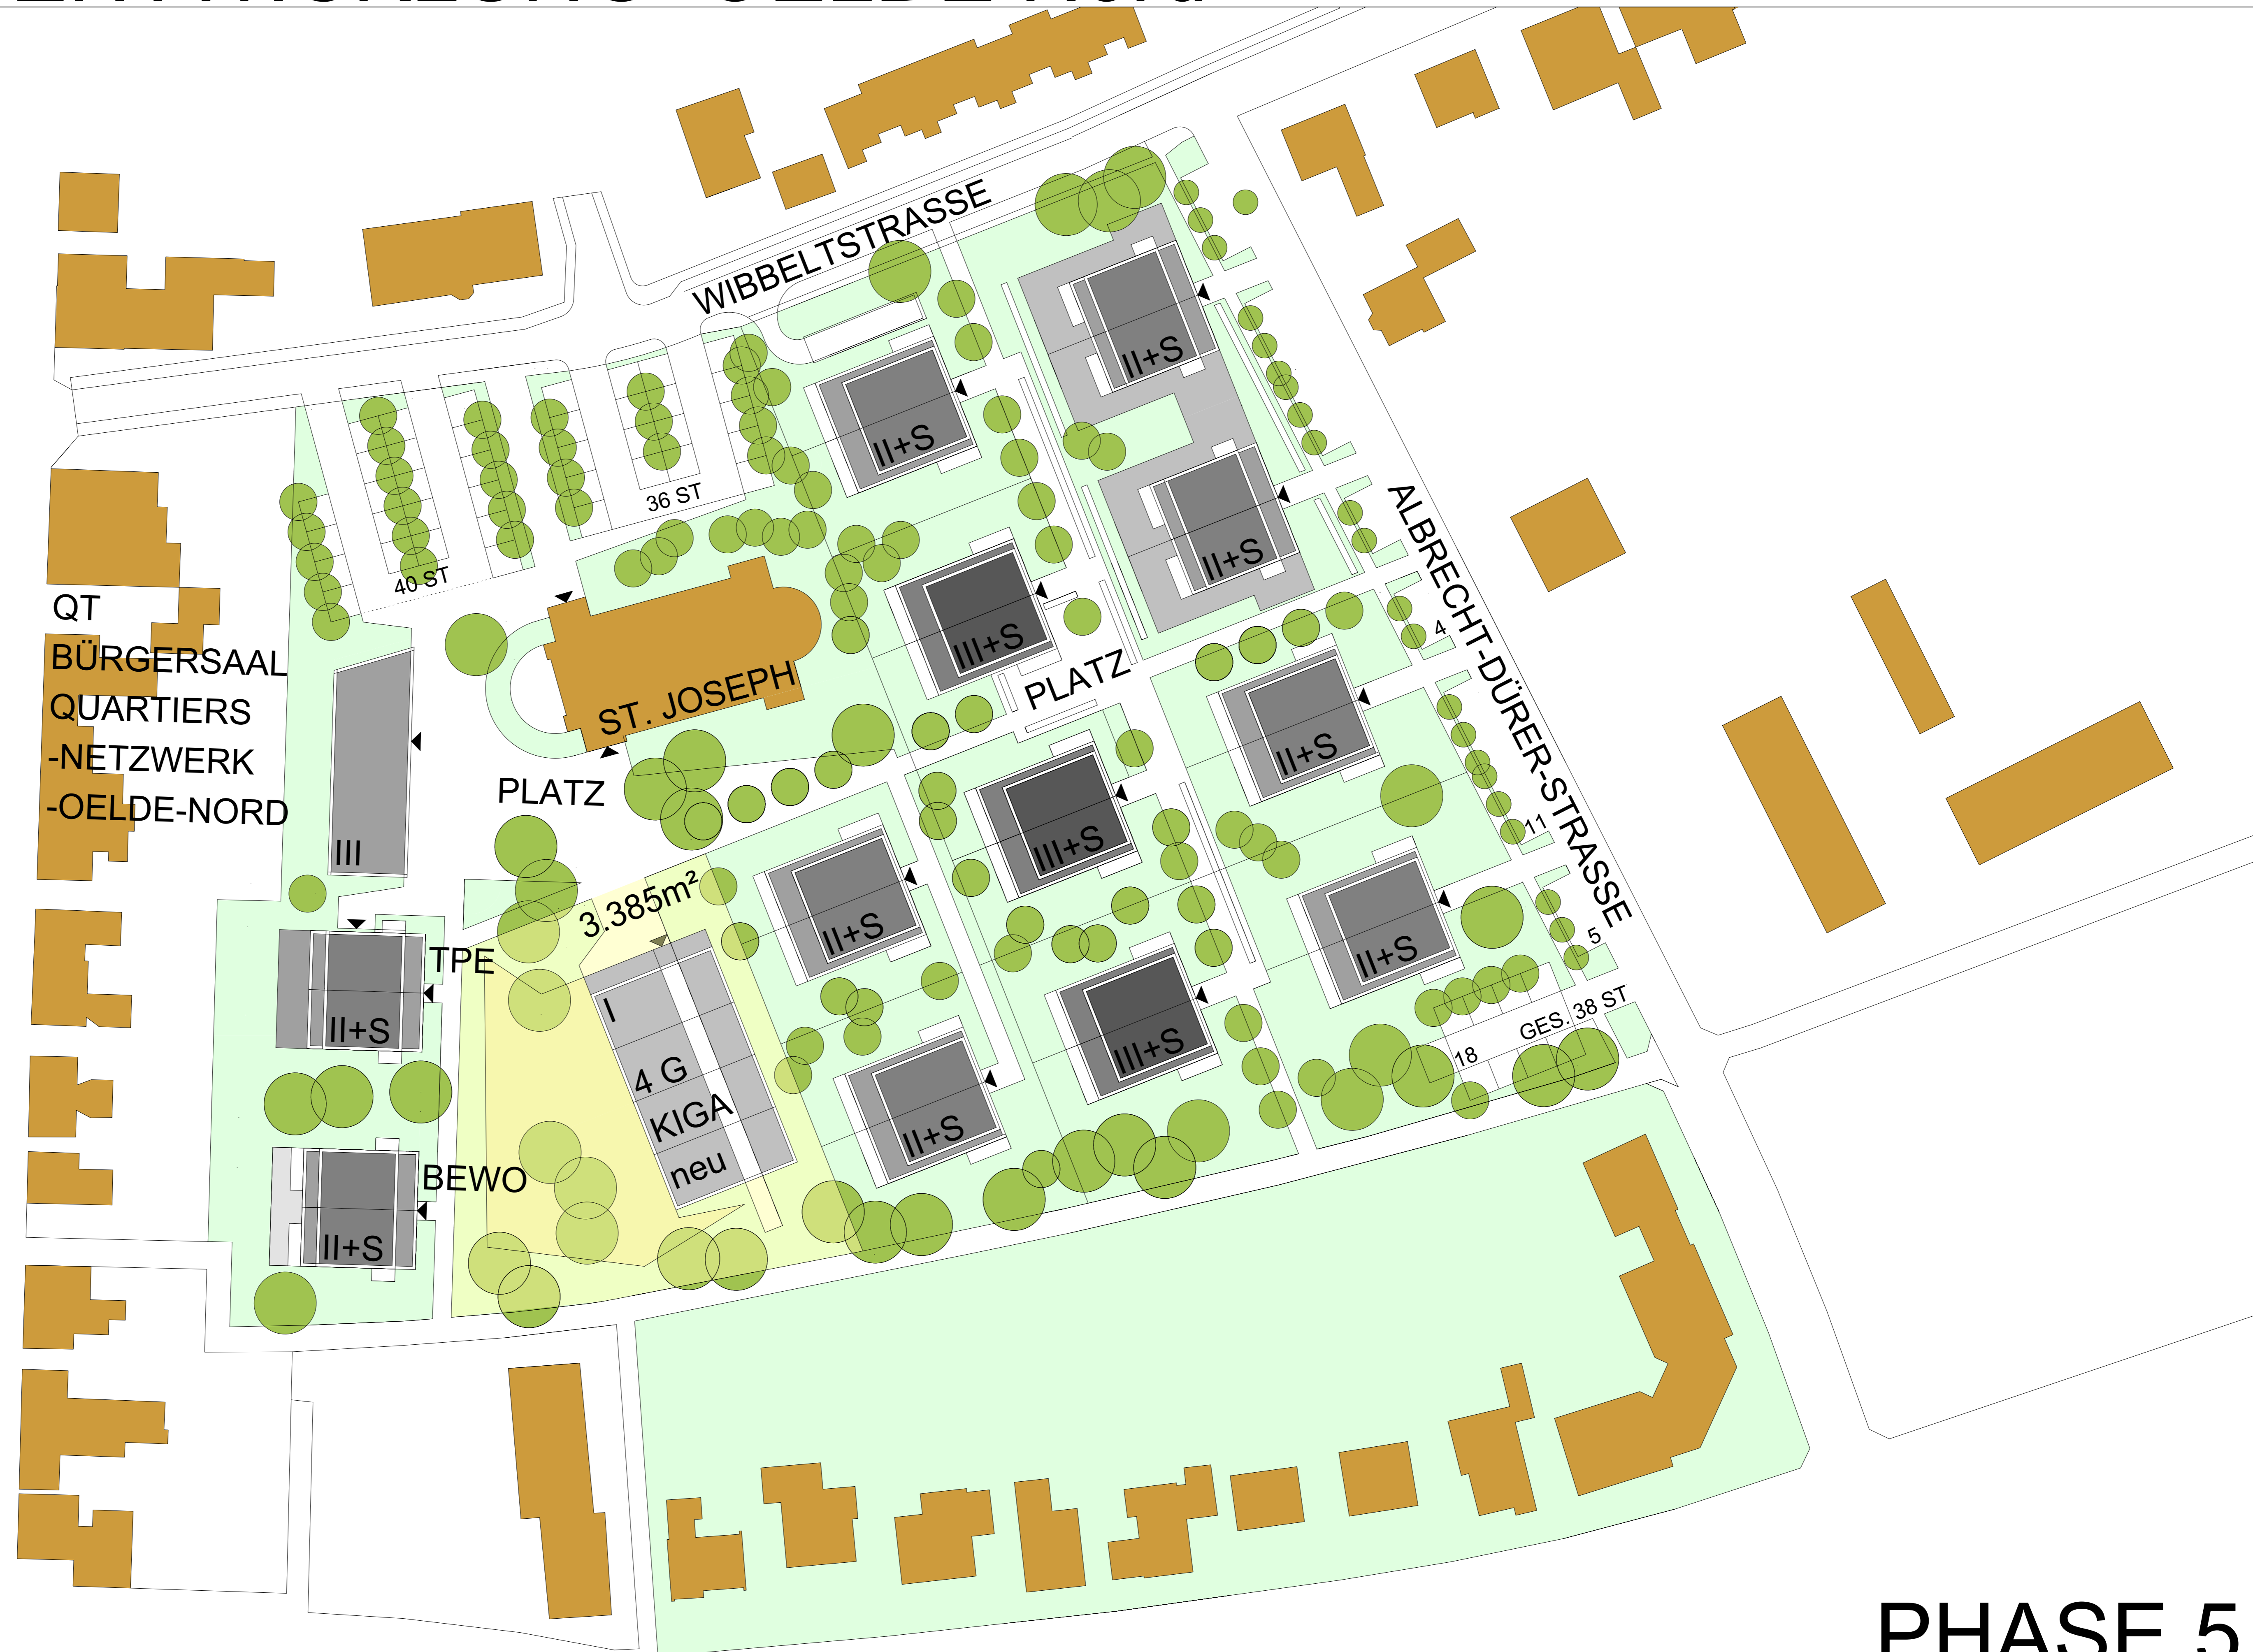 WIBBELTSTRASSE
II+S
II+S
36 ST
40 ST
II+S
ALBRECHT-DÜRER-STRASSE
QT
BÜRGERSAAL
QUARTIERS
-NETZWERK
-OELDE-NORD
III
ST. JOSEPH
PLATZ
III+S
PLATZ
4
II+S
III+S
11
3.385m²
II+S
II+S
5
TPE
II+S
I
4 G
KIGA
neu
III+S
GES. 38 ST
18
II+S
BEWO
II+S
PHASE 5